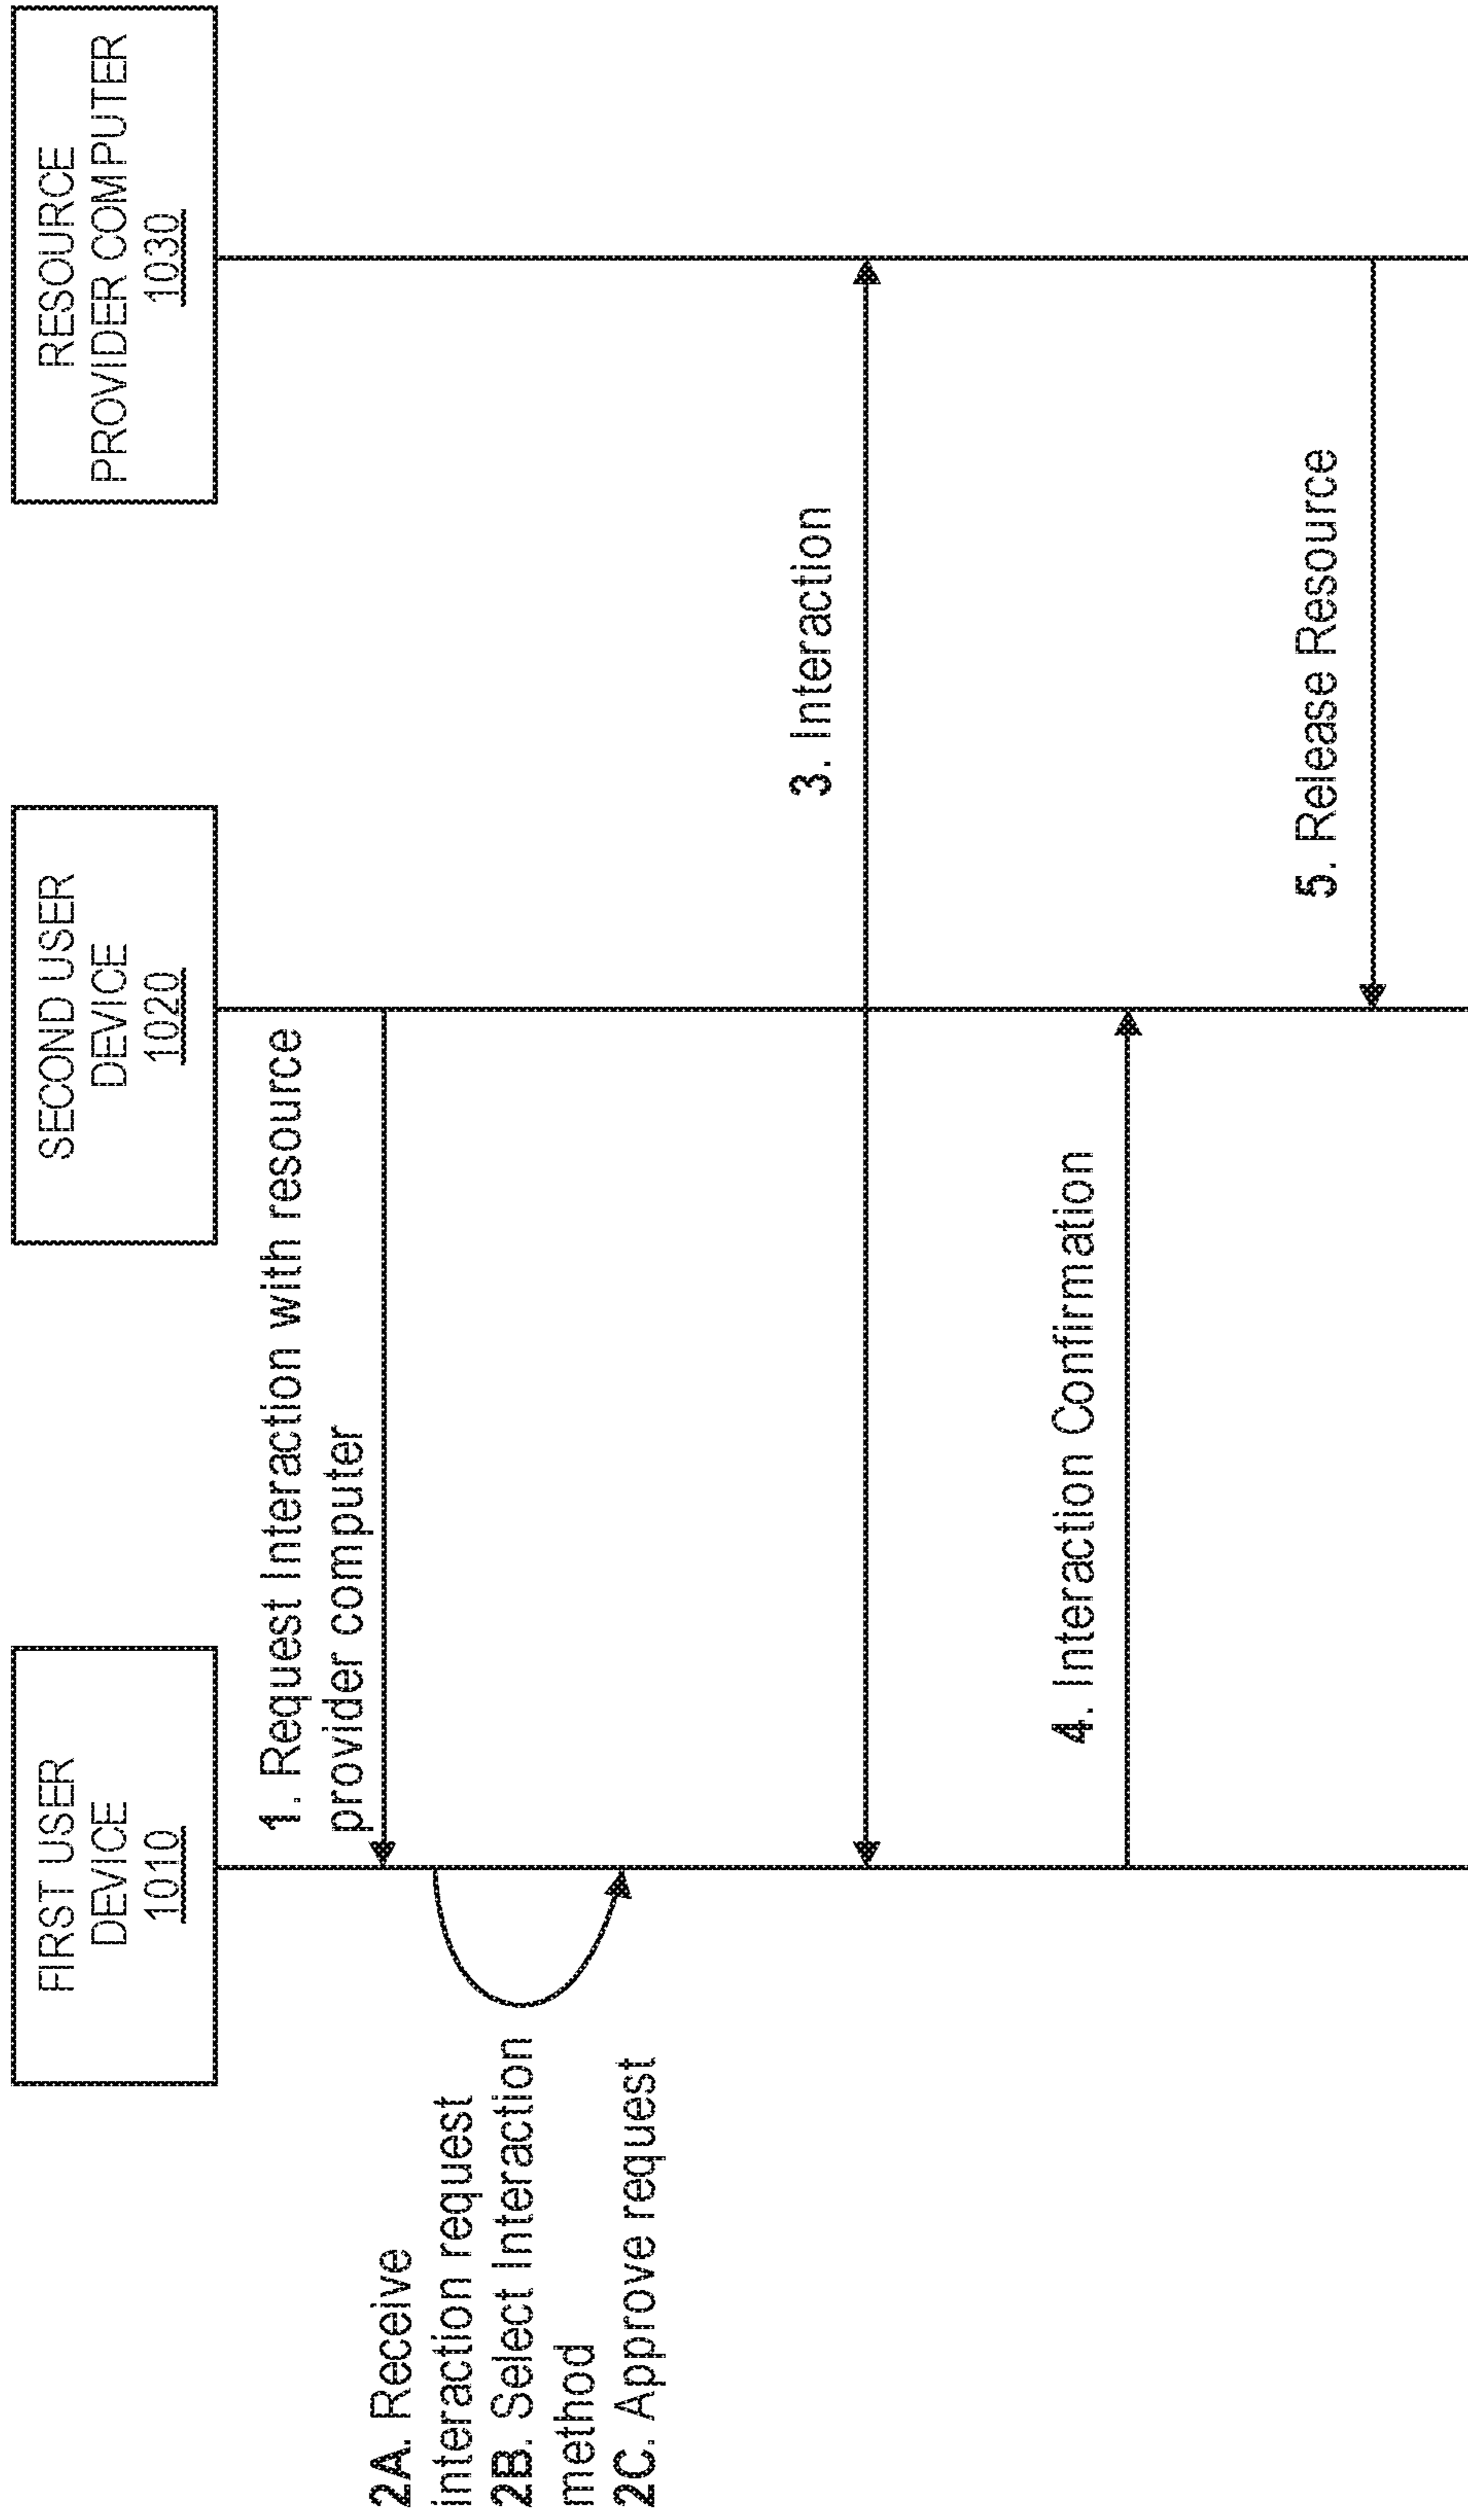 FIRST USER
DEVICE
1010
SECOND USER
DEVICE
1020
RESOURCE
PROVIDER COMPUTER
1030
1. Request Interaction with resource
provider computer
2A. Receive
interaction request
2B. Select Interaction
method
2C. Approve request
3. Interaction
4. Interaction Confirmation
5. Release Resource